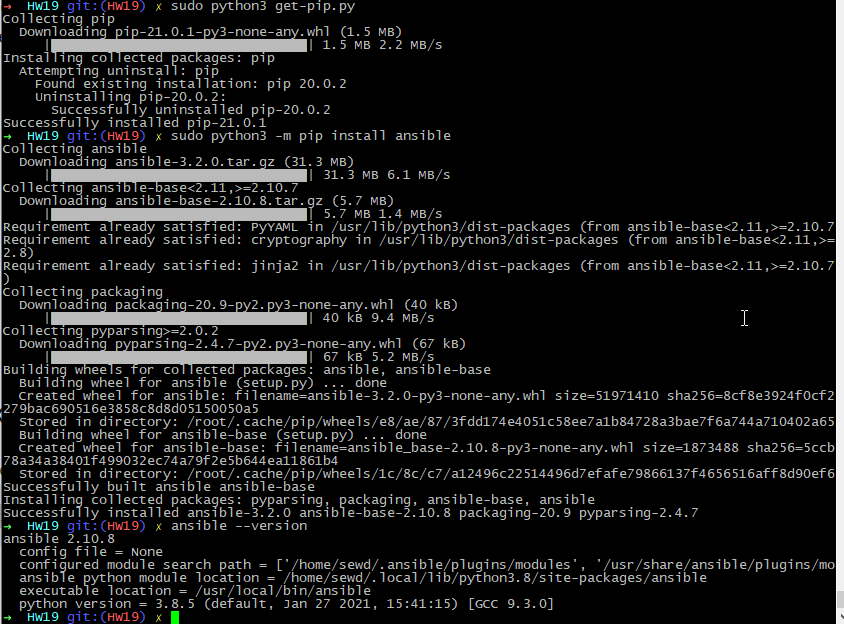 → HW19 git:(HW19) ✗ sudo python3 get-pip.py
Collecting pip
  Downloading pip-21.0.1-py3-none-any.whl (1.5 MB)
     |████████████████████████████████| 1.5 MB 2.2 MB/s
Installing collected packages: pip
  Attempting uninstall: pip
    Found existing installation: pip 20.0.2
    Uninstalling pip-20.0.2:
      Successfully uninstalled pip-20.0.2
Successfully installed pip-21.0.1
→ HW19 git:(HW19) ✗ sudo python3 -m pip install ansible
Collecting ansible
  Downloading ansible-3.2.0.tar.gz (31.3 MB)
     |████████████████████████████████| 31.3 MB 6.1 MB/s
Collecting ansible-base<2.11,>=2.10.7
  Downloading ansible-base-2.10.8.tar.gz (5.7 MB)
     |████████████████████████████████| 5.7 MB 1.4 MB/s
Requirement already satisfied: PyYAML in /usr/lib/python3/dist-packages (from ansible-base<2.11,>=2.10.7
Requirement already satisfied: cryptography in /usr/lib/python3/dist-packages (from ansible-base<2.11,>=
2.8)
Requirement already satisfied: jinja2 in /usr/lib/python3/dist-packages (from ansible-base<2.11,>=2.10.7
)
Collecting packaging
  Downloading packaging-20.9-py2.py3-none-any.whl (40 kB)
     |████████████████████████████████| 40 kB 9.4 MB/s
Collecting pyparsing>=2.0.2
  Downloading pyparsing-2.4.7-py2.py3-none-any.whl (67 kB)
     |████████████████████████████████| 67 kB 5.2 MB/s
Building wheels for collected packages: ansible, ansible-base
  Building wheel for ansible (setup.py) ... done
  Created wheel for ansible: filename=ansible-3.2.0-py3-none-any.whl size=51971410 sha256=8cf8e3924f0cf2
279bac690516e3858c8d8d05150050a5
  Stored in directory: /root/.cache/pip/wheels/e8/ae/87/3fdd174e4051c58ee7a1b84728a3bae7f6a744a710402a65
  Building wheel for ansible-base (setup.py) ... done
  Created wheel for ansible-base: filename=ansible_base-2.10.8-py3-none-any.whl size=1873488 sha256=5ccb
78a34a38401f499032ec74a79f2e5b644ea11861b4
  Stored in directory: /root/.cache/pip/wheels/1c/8c/c7/a12496c22514496d7efafe79866137f4656516aff8d90ef6
Successfully built ansible ansible-base
Installing collected packages: pyparsing, packaging, ansible-base, ansible
Successfully installed ansible-3.2.0 ansible-base-2.10.8 packaging-20.9 pyparsing-2.4.7
→ HW19 git:(HW19) ✗ ansible --version
ansible 2.10.8
  config file = None
  configured module search path = ['/home/sewd/.ansible/plugins/modules', '/usr/share/ansible/plugins/mo
  ansible python module location = /home/sewd/.local/lib/python3.8/site-packages/ansible
  executable location = /usr/local/bin/ansible
  python version = 3.8.5 (default, Jan 27 2021, 15:41:15) [GCC 9.3.0]
→ HW19 git:(HW19) ✗